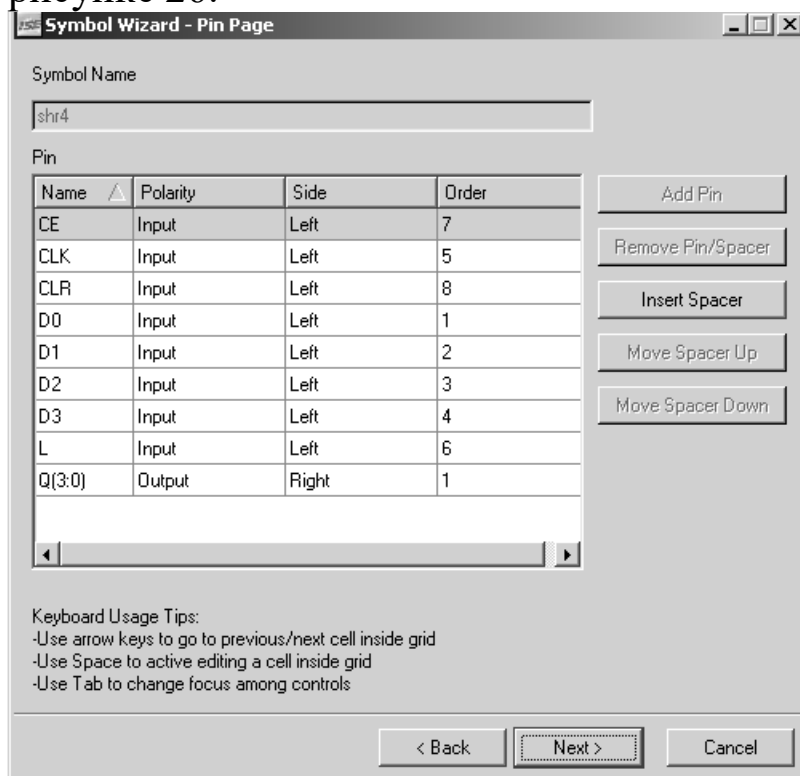 рисунке 20.
ISE Symbol Wizard - Pin Page
Symbol Name
shr4
Pin
Name Polarity Side Order
CE Input Left 7
CLK Input Left 5
CLR Input Left 8
D0 Input Left 1
D1 Input Left 2
D2 Input Left 3
D3 Input Left 4
L Input Left 6
Q(3:0) Output Right 1
Add Pin
Remove Pin/Spacer
Insert Spacer
Move Spacer Up
Move Spacer Down
Keyboard Usage Tips:
-Use arrow keys to go to previous/next cell inside grid
-Use Space to active editing a cell inside grid
-Use Tab to change focus among controls
< Back Next > Cancel